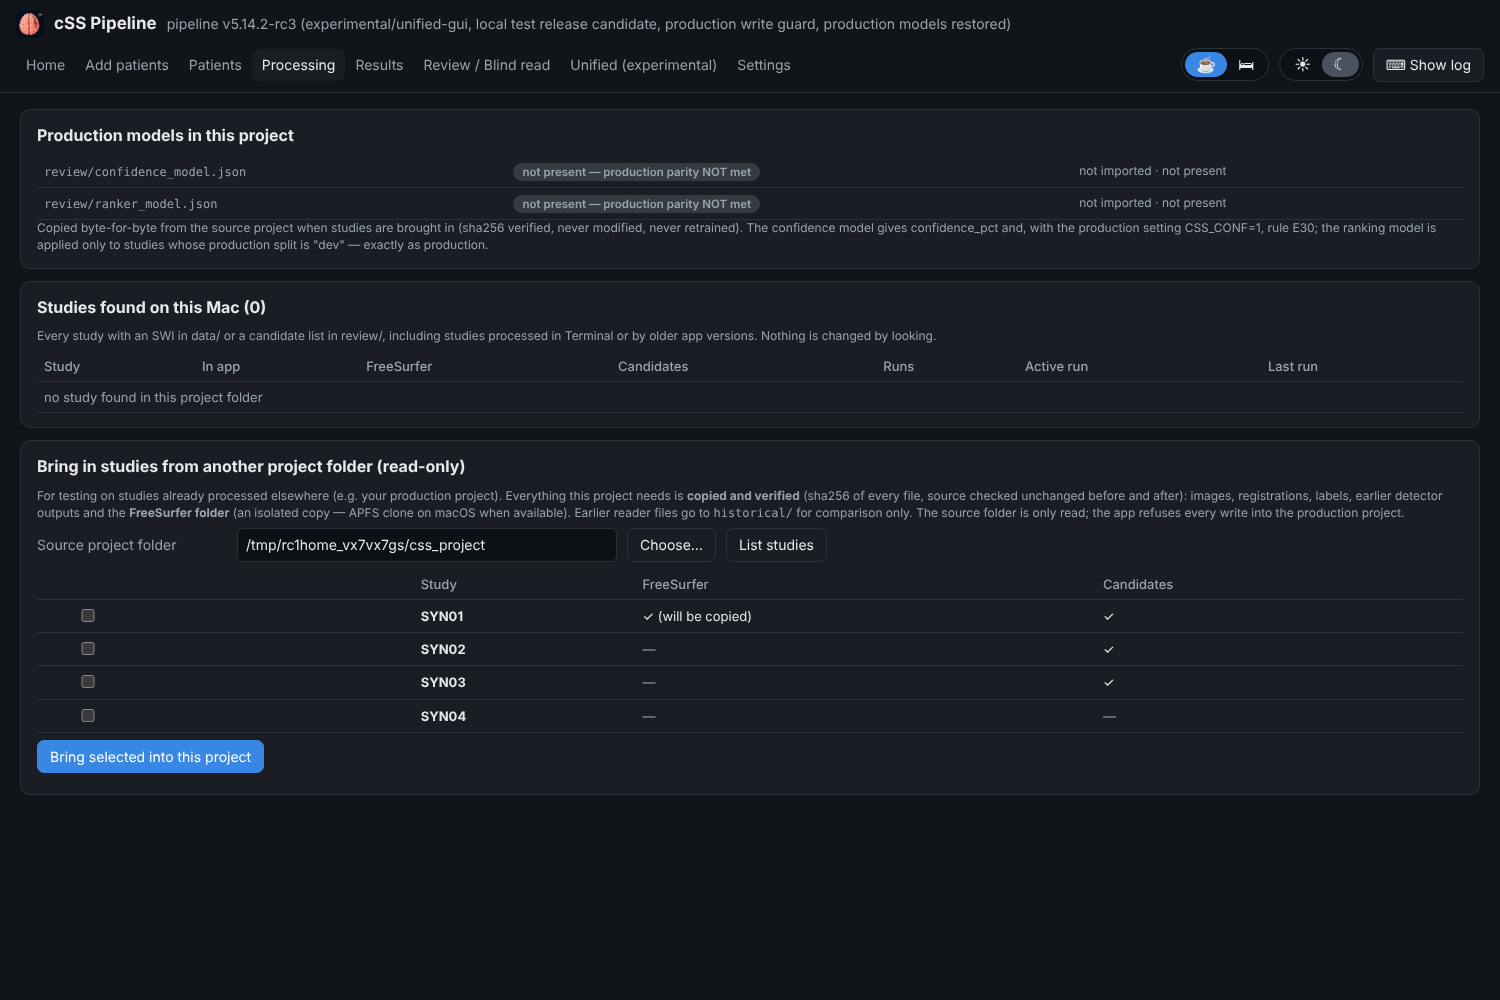 cSS Pipeline pipeline v5.14.2-rc3 (experimental/unified-gui, local test release candidate, production write guard, production models restored)
Home Add patients Patients Processing Results Review / Blind read Unified (experimental) Settings Show log
Production models in this project
review/confidence_model.json not present — production parity NOT met not imported · not present
review/ranker_model.json not present — production parity NOT met not imported · not present
Copied byte-for-byte from the source project when studies are brought in (sha256 verified, never modified, never retrained). The confidence model gives confidence_pct and, with the production setting CSS_CONF=1, rule E30; the ranking model is
applied only to studies whose production split is "dev" — exactly as production.
Studies found on this Mac (0)
Every study with an SWI in data/ or a candidate list in review/, including studies processed in Terminal or by older app versions. Nothing is changed by looking.
Study In app FreeSurfer Candidates Runs Active run Last run
no study found in this project folder
Bring in studies from another project folder (read-only)
For testing on studies already processed elsewhere (e.g. your production project). Everything this project needs is copied and verified (sha256 of every file, source checked unchanged before and after): images, registrations, labels, earlier detector
outputs and the FreeSurfer folder (an isolated copy — APFS clone on macOS when available). Earlier reader files go to historical/ for comparison only. The source folder is only read; the app refuses every write into the production project.
Source project folder /tmp/rc1home_vx7vx7gs/css_project Choose... List studies
Study FreeSurfer Candidates
SYN01 ✓ (will be copied) ✓
SYN02 — ✓
SYN03 — ✓
SYN04 — —
Bring selected into this project